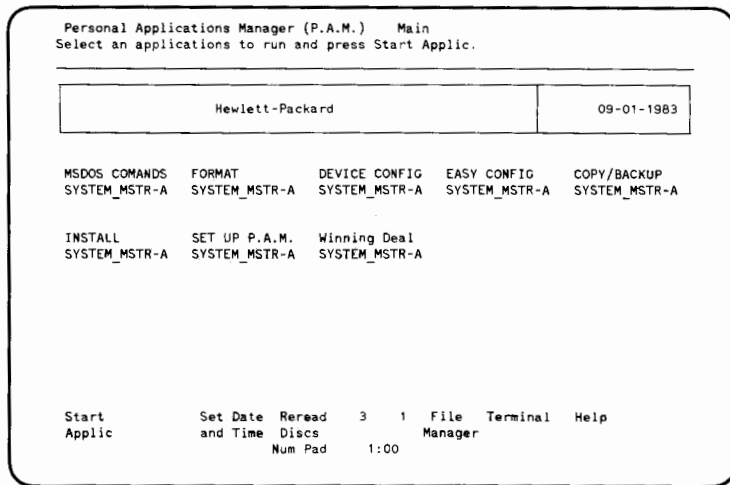 Personal Applications Manager (P.A.M.) Main
Select an applications to run and press Start Applic.
Hewlett-Packard 09-01-1983
MSDOS COMANDS FORMAT DEVICE CONFIG EASY CONFIG COPY/BACKUP
SYSTEM_MSTR-A SYSTEM_MSTR-A SYSTEM_MSTR-A SYSTEM_MSTR-A SYSTEM_MSTR-A
INSTALL SET UP P.A.M. Winning Deal
SYSTEM_MSTR-A SYSTEM_MSTR-A SYSTEM_MSTR-A
Start Set Date Reread 3 1 File Terminal Help
Applic and Time Discs Manager
Num Pad 1:00